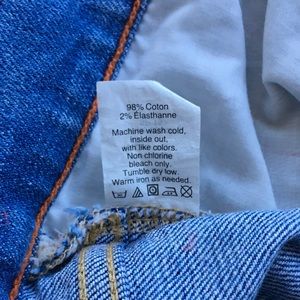 98% Coton
2% Élasthanne
Machine wash cold,
inside out,
with like colors.
Non chlorine
bleach only.
Tumble dry low.
Warm iron as needed.